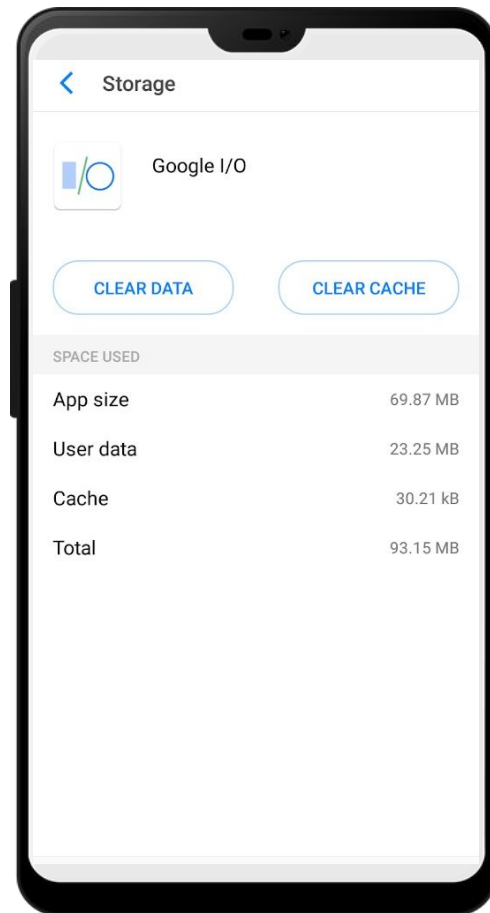 Storage
Google I/O
CLEAR DATA CLEAR CACHE
SPACE USED
App size 69.87 MB
User data 23.25 MB
Cache 30.21 kB
Total 93.15 MB